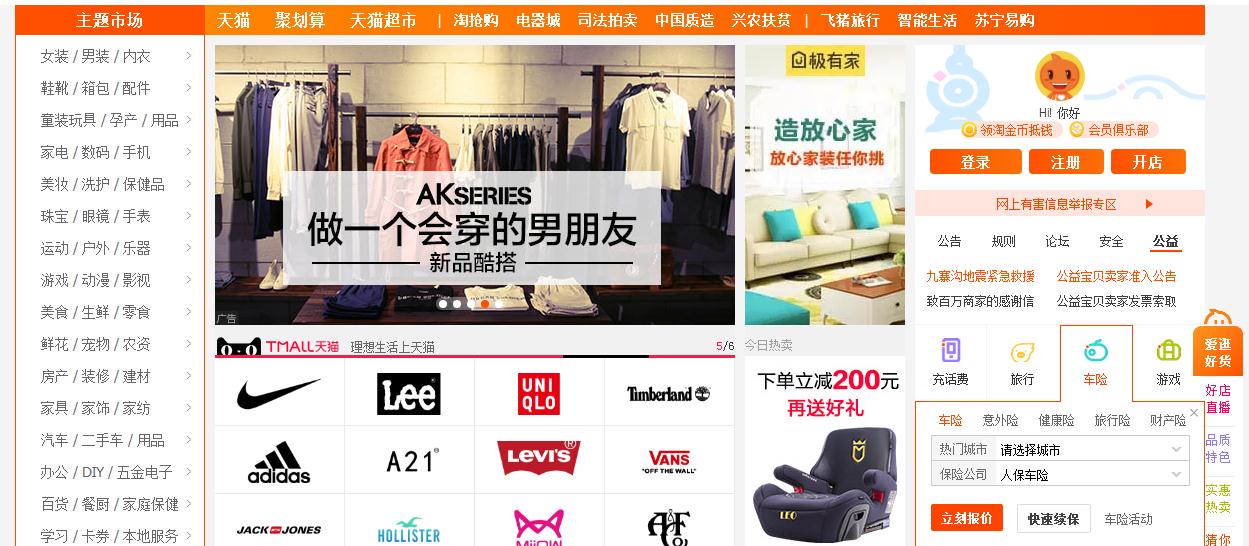 主题市场
天猫 聚划算 天猫超市 | 淘抢购 电器城 司法拍卖 中国质造 兴农扶贫 | 飞猪旅行 智能生活 苏宁易购
女装 / 男装 / 内衣
鞋靴 / 箱包 / 配件
童装玩具 / 孕产 / 用品
家电 / 数码 / 手机
美妆 / 洗护 / 保健品
珠宝 / 眼镜 / 手表
运动 / 户外 / 乐器
游戏 / 动漫 / 影视
美食 / 生鲜 / 零食
鲜花 / 宠物 / 农资
房产 / 装修 / 建材
家具 / 家饰 / 家纺
汽车 / 二手车 / 用品
办公 / DIY / 五金电子
百货 / 餐厨 / 家庭保健
学习 / 卡券 / 本地服务
AKSERIES
做一个会穿的男朋友
新品酷搭
广告
TMALL天猫 理想生活上天猫 5/6
Lee
UNI
QLO
Timberland
adidas
A21
LEVI'S
VANS
"OFF THE WALL"
JACK JONES
HOLLISTER
MiiOW
极有家
造放心家
放心家装任你挑
今日热卖
下单立减200元
再送好礼
LEO
Hi! 你好
领淘金币抵钱 会员俱乐部
登录 注册 开店
网上有害信息举报专区
公告 规则 论坛 安全 公益
九寨沟地震紧急救援 公益宝贝卖家准入公告
致百万商家的感谢信 公益宝贝卖家发票索取
充话费 旅行 车险 游戏
车险 意外险 健康险 旅行险 财产险
热门城市 请选择城市
保险公司 人保车险
立刻报价 快速续保 车险活动
爱逛
好货
好店
直播
品质
特色
实惠
热卖
猜你